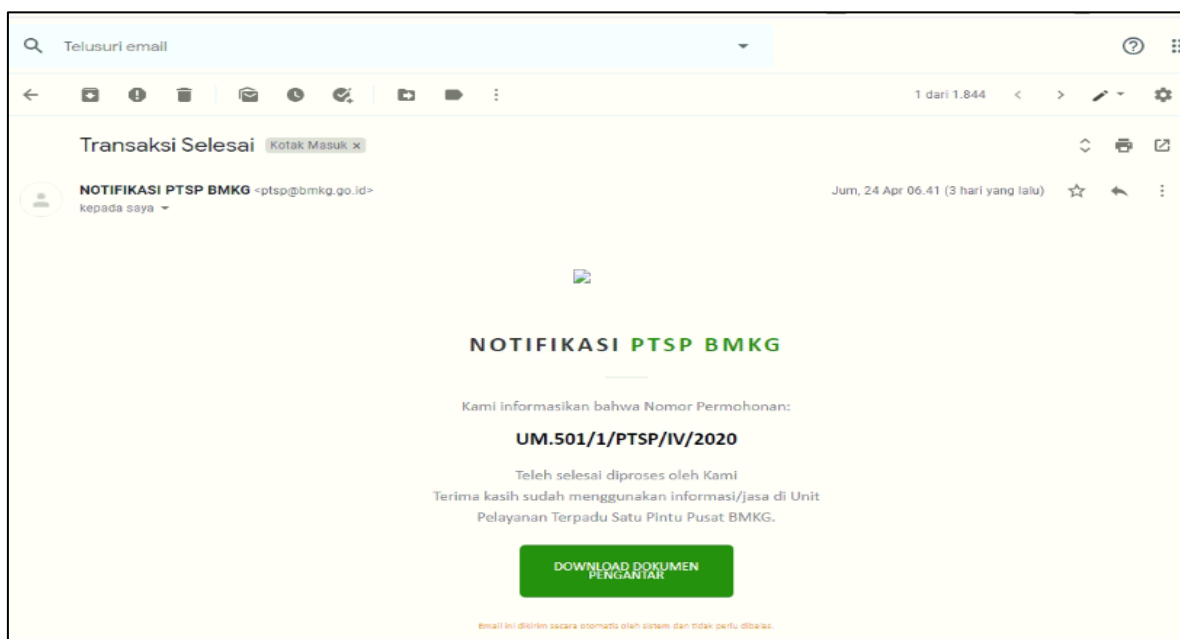 Telusuri email
1 dari 1.844
Transaksi Selesai Kotak Masuk x
NOTIFIKASI PTSP BMKG <ptsp@bmkg.go.id> Jum, 24 Apr 06.41 (3 hari yang lalu)
kepada saya
NOTIFIKASI PTSP BMKG
Kami informasikan bahwa Nomor Permohonan:
UM.501/1/PTSP/IV/2020
Teleh selesai diproses oleh Kami
Terima kasih sudah menggunakan informasi/jasa di Unit
Pelayanan Terpadu Satu Pintu Pusat BMKG.
DOWNLOAD DOKUMEN
PENGANTAR
Email ini dikirim secara otomatis oleh sistem dan tidak perlu dibalas.